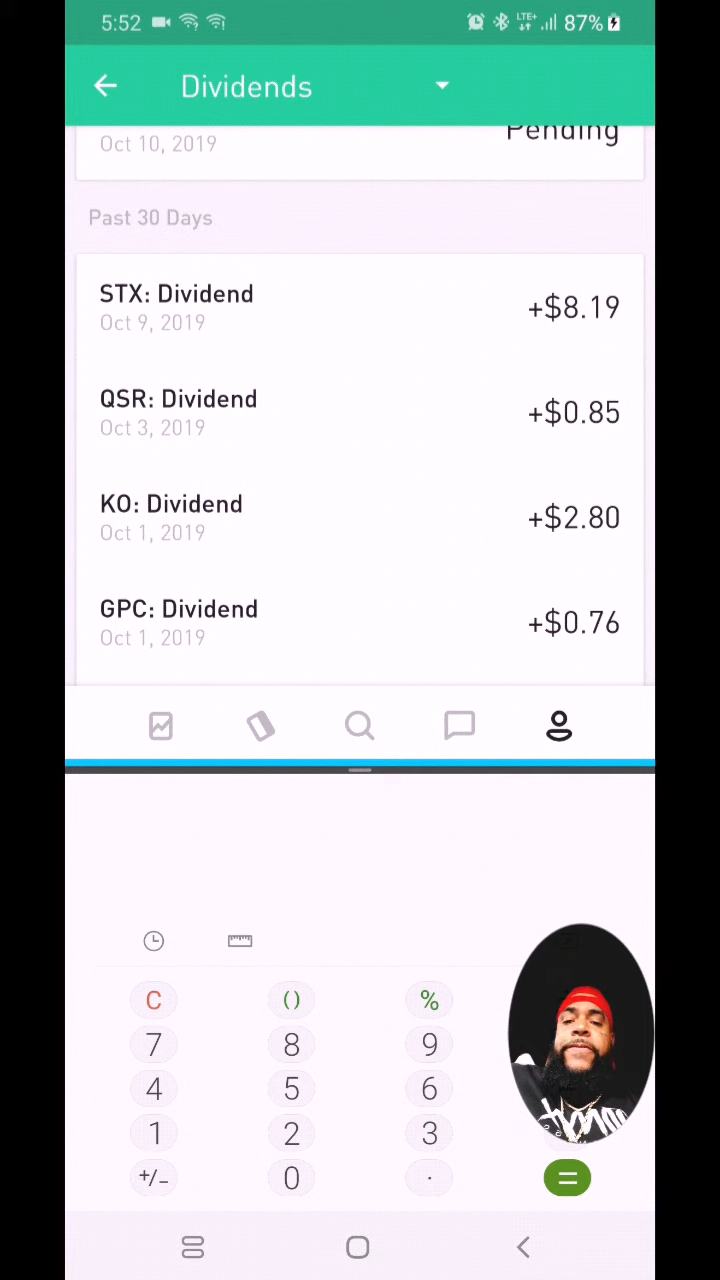 5:52
LTE+ 87%
Dividends
Pending
Oct 10, 2019
Past 30 Days
STX: Dividend
+$8.19
Oct 9, 2019
QSR: Dividend
+$0.85
Oct 3, 2019
KO: Dividend
+$2.80
Oct 1, 2019
GPC: Dividend
+$0.76
Oct 1, 2019
C () %
7 8 9
4 5 6
1 2 3
+/- 0 . =